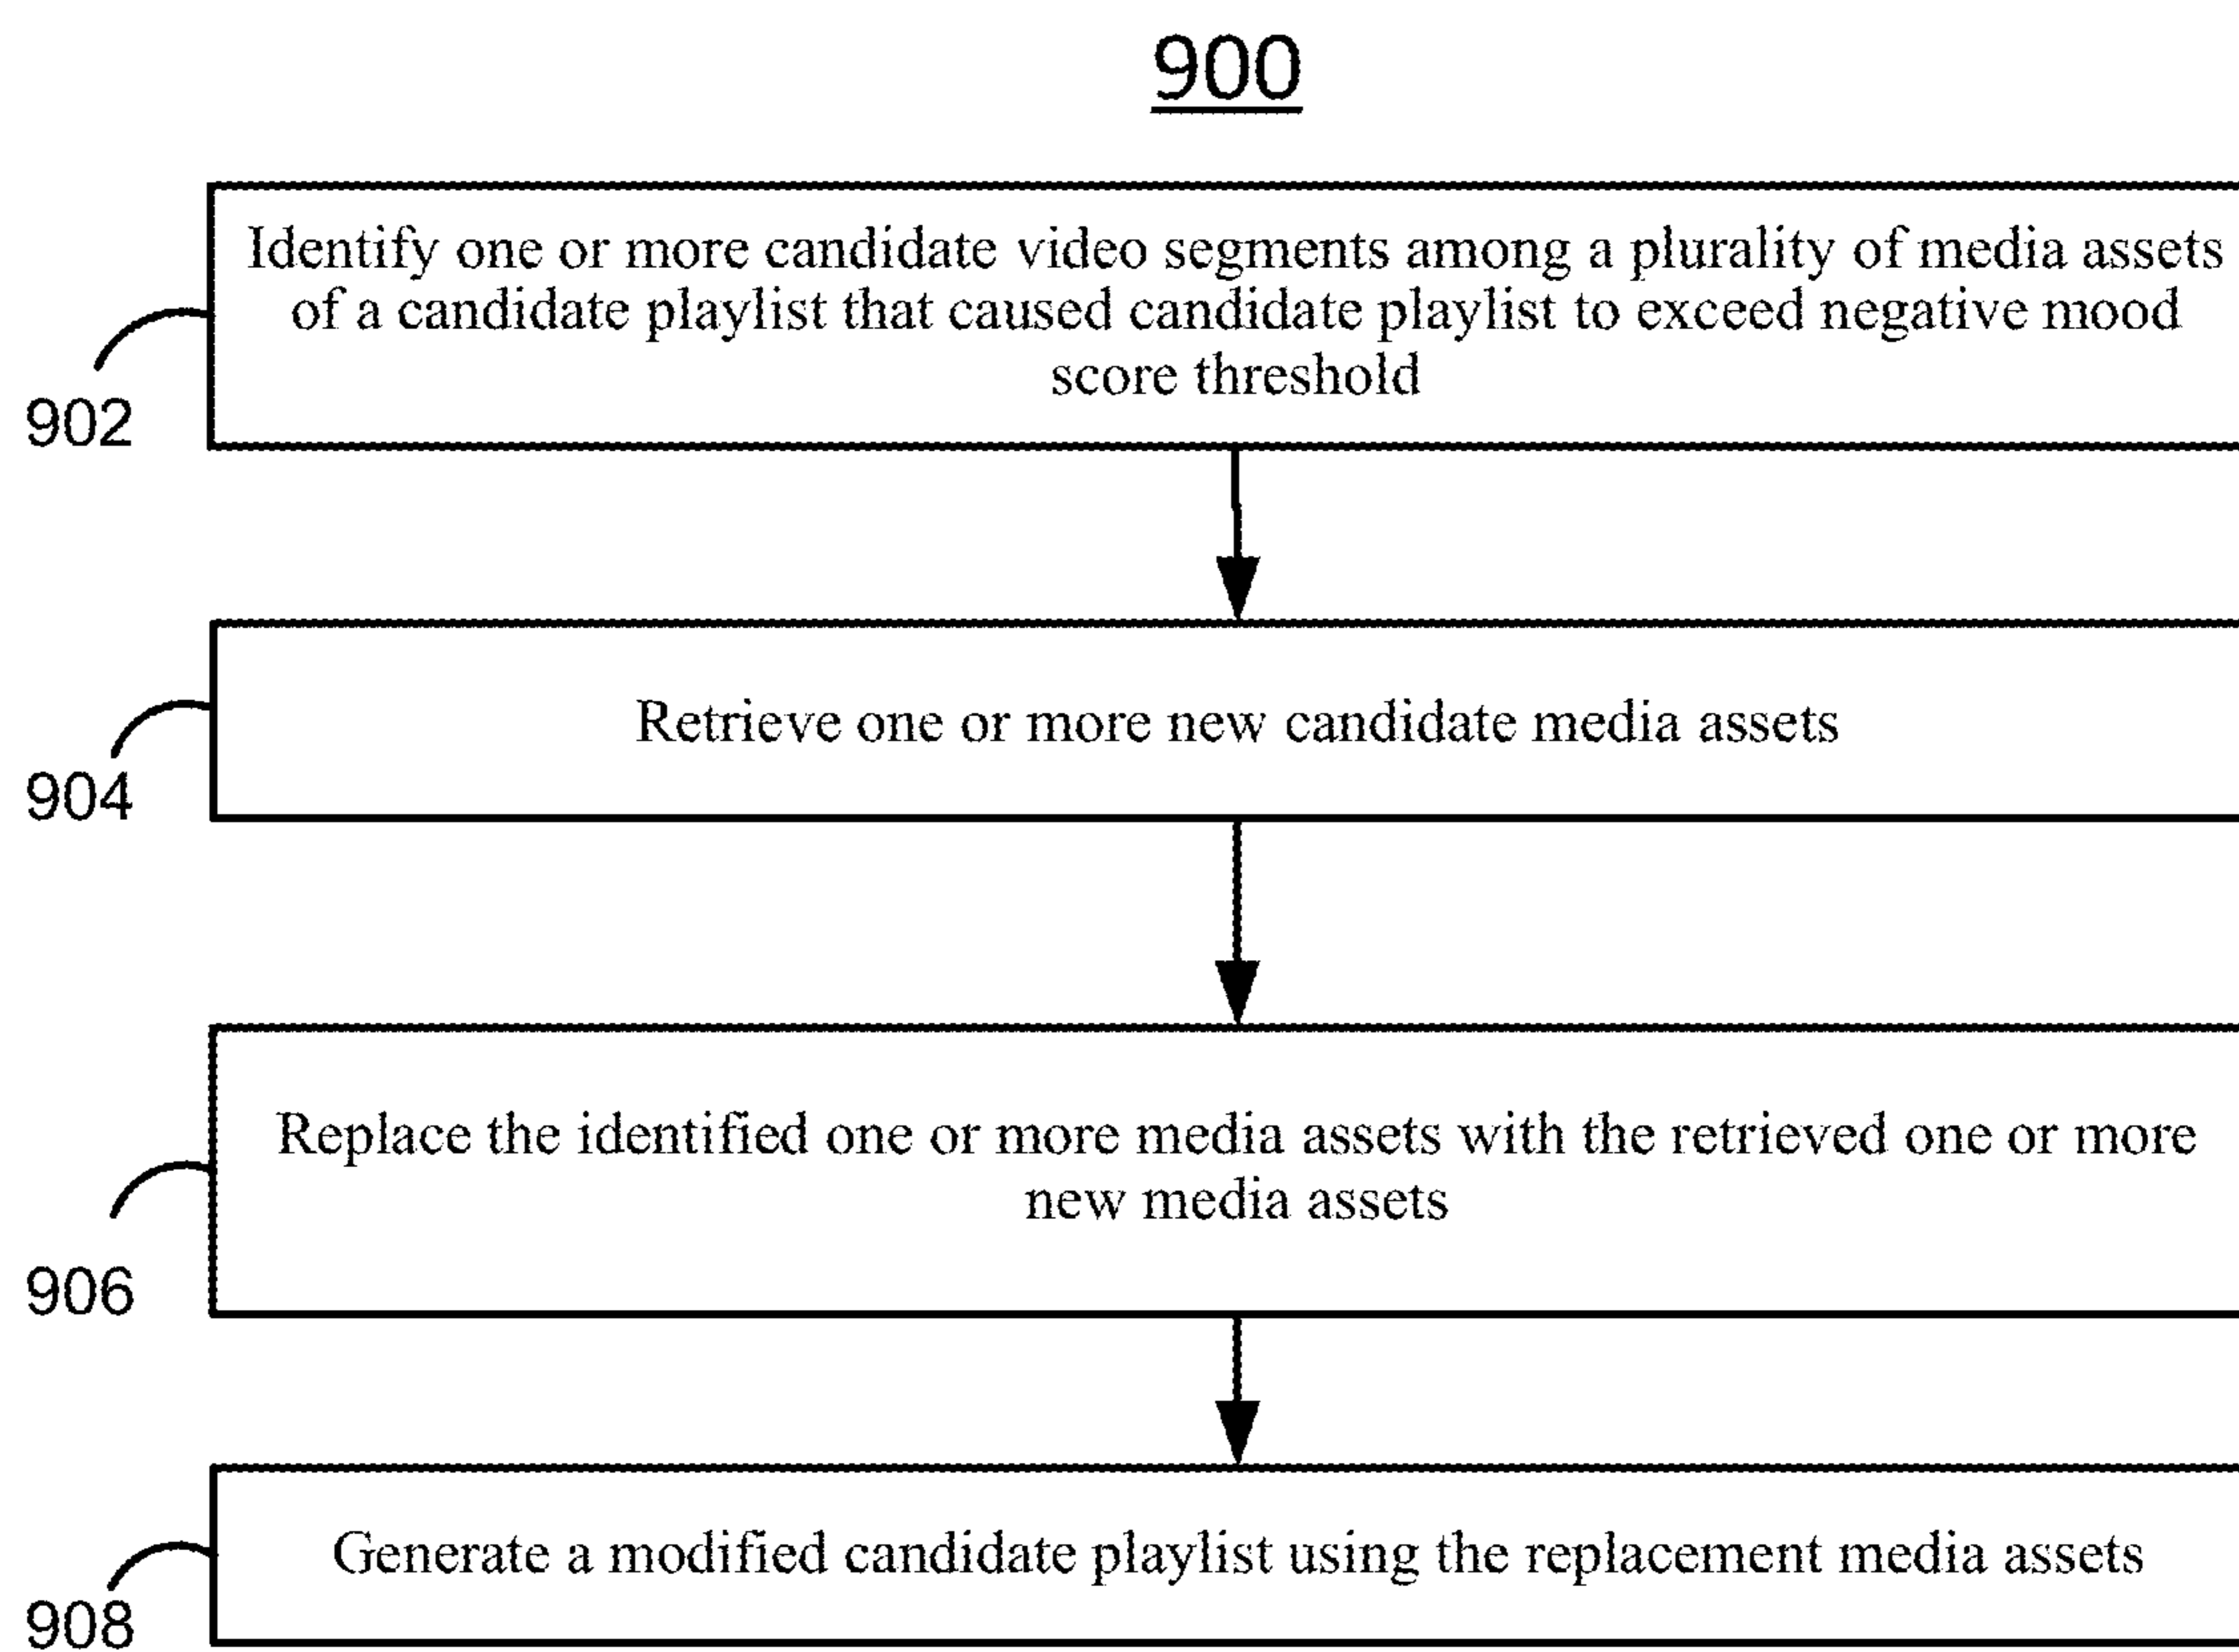 900
Identify one or more candidate video segments among a plurality of media assets
of a candidate playlist that caused candidate playlist to exceed negative mood
score threshold
902
Retrieve one or more new candidate media assets
904
Replace the identified one or more media assets with the retrieved one or more
new media assets
906
Generate a modified candidate playlist using the replacement media assets
908